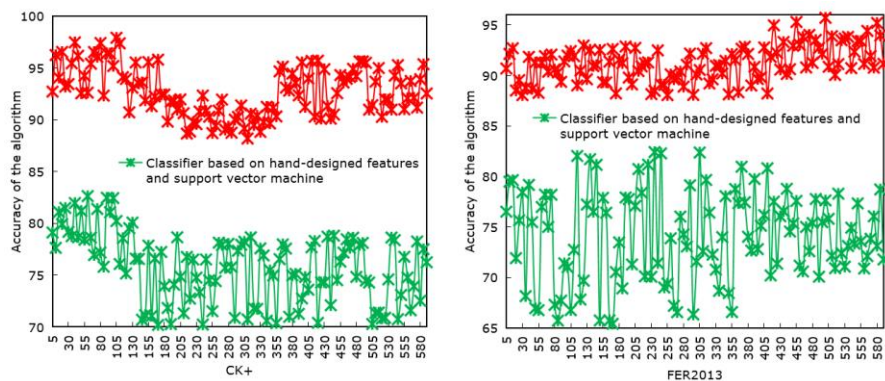 Accuracy of the algorithm
100
95
90
85
80
75
70
Classifier based on hand-designed features
and support vector machine
5 30 55 80 105 130 155 180 205 230 255 280 305 330 355 380 405 430 455 480 505 530 555 580
CK+
Accuracy of the algorithm
95
90
85
80
75
70
65
Classifier based on hand-designed features and
support vector machine
5 30 55 80 105 130 155 180 205 230 255 280 305 330 355 380 405 430 455 480 505 530 555 580
FER2013